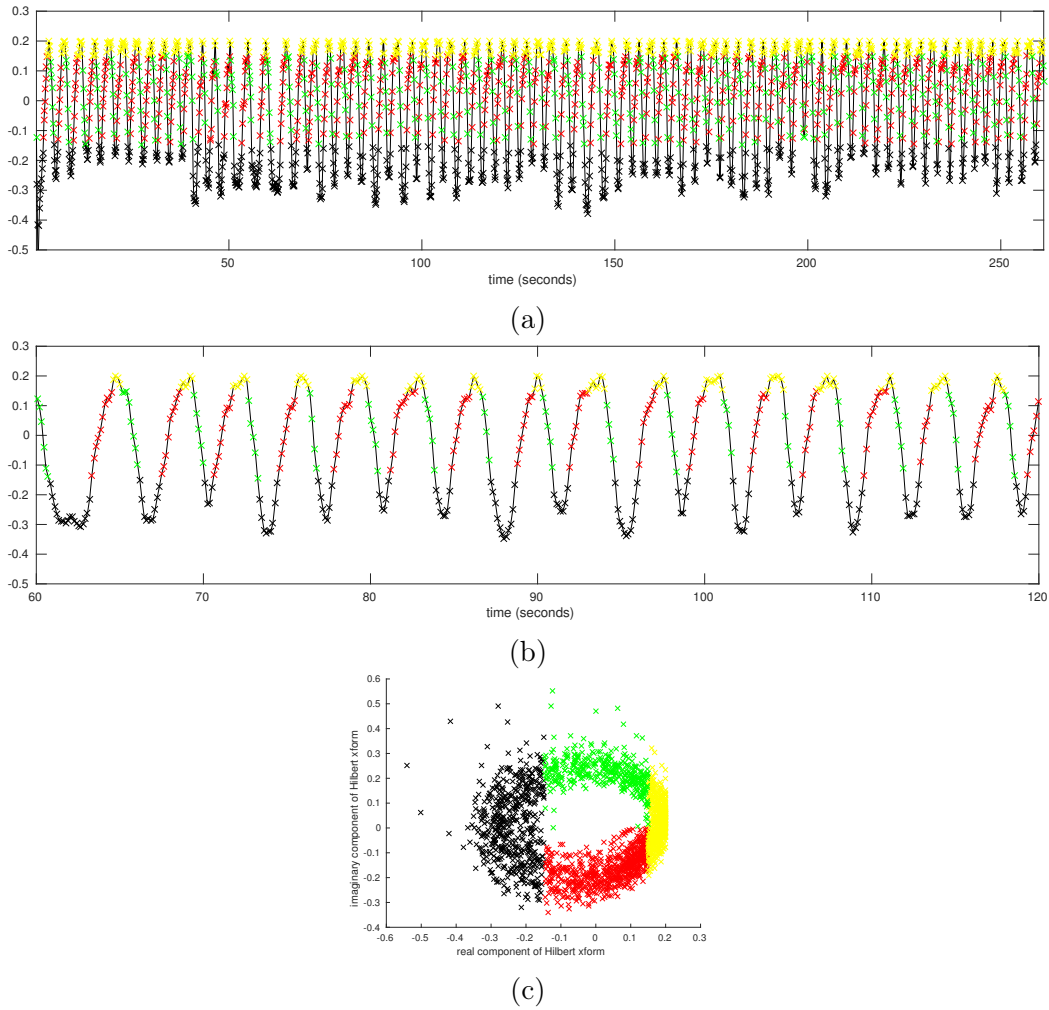 0.3
0.2
0.1
0
-0.1
-0.2
-0.3
-0.4
-0.5
50 100 150 200 250
time (seconds)
(a)
0.3
0.2
0.1
0
-0.1
-0.2
-0.3
-0.4
-0.5
60 70 80 90 100 110 120
time (seconds)
(b)
0.6
0.5
0.4
0.3
0.2
0.1
0
-0.1
-0.2
-0.3
-0.4
imaginary component of Hilbert xform
-0.6 -0.5 -0.4 -0.3 -0.2 -0.1 0 0.1 0.2 0.3
real component of Hilbert xform
(c)